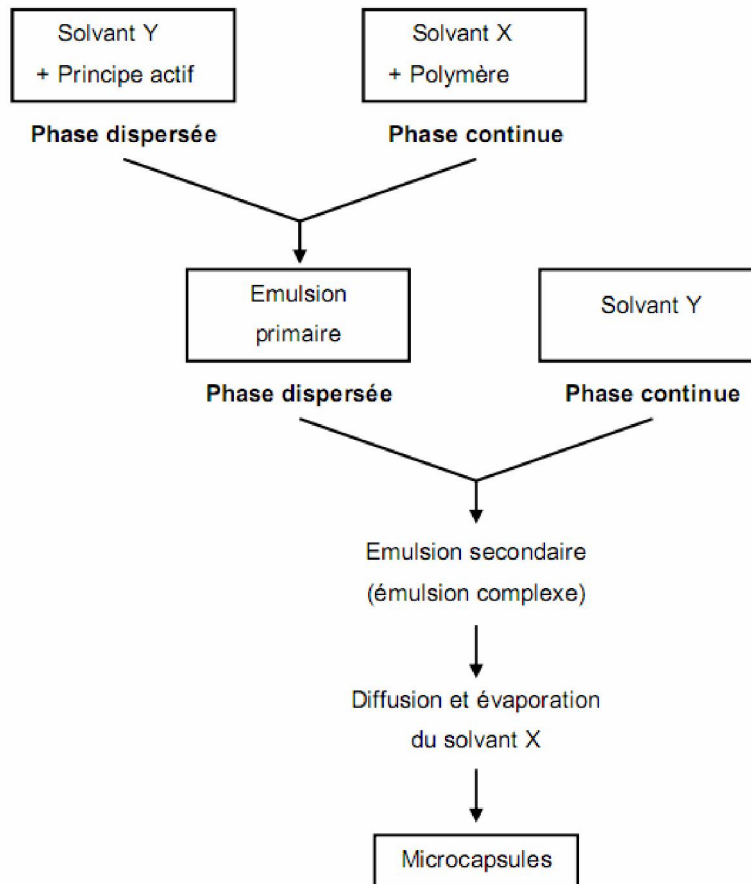 Solvant Y
+ Principe actif
Solvant X
+ Polymère
Phase dispersée
Phase continue
Emulsion
primaire
Solvant Y
Phase dispersée
Phase continue
Emulsion secondaire
(émulsion complexe)
Diffusion et évaporation
du solvant X
Microcapsules